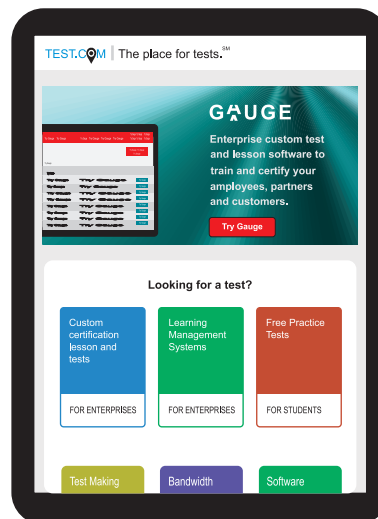 TEST.COM | The place for tests.℠
GAUGE
Enterprise custom test
and lesson software to
train and certify your
amployees, partners
and customers.
Try Gauge
Looking for a test?
Custom
certification
lesson and
tests
FOR ENTERPRISES
Learning
Management
Systems
FOR ENTERPRISES
Free Practice
Tests
FOR STUDENTS
Test Making
Bandwidth
Software